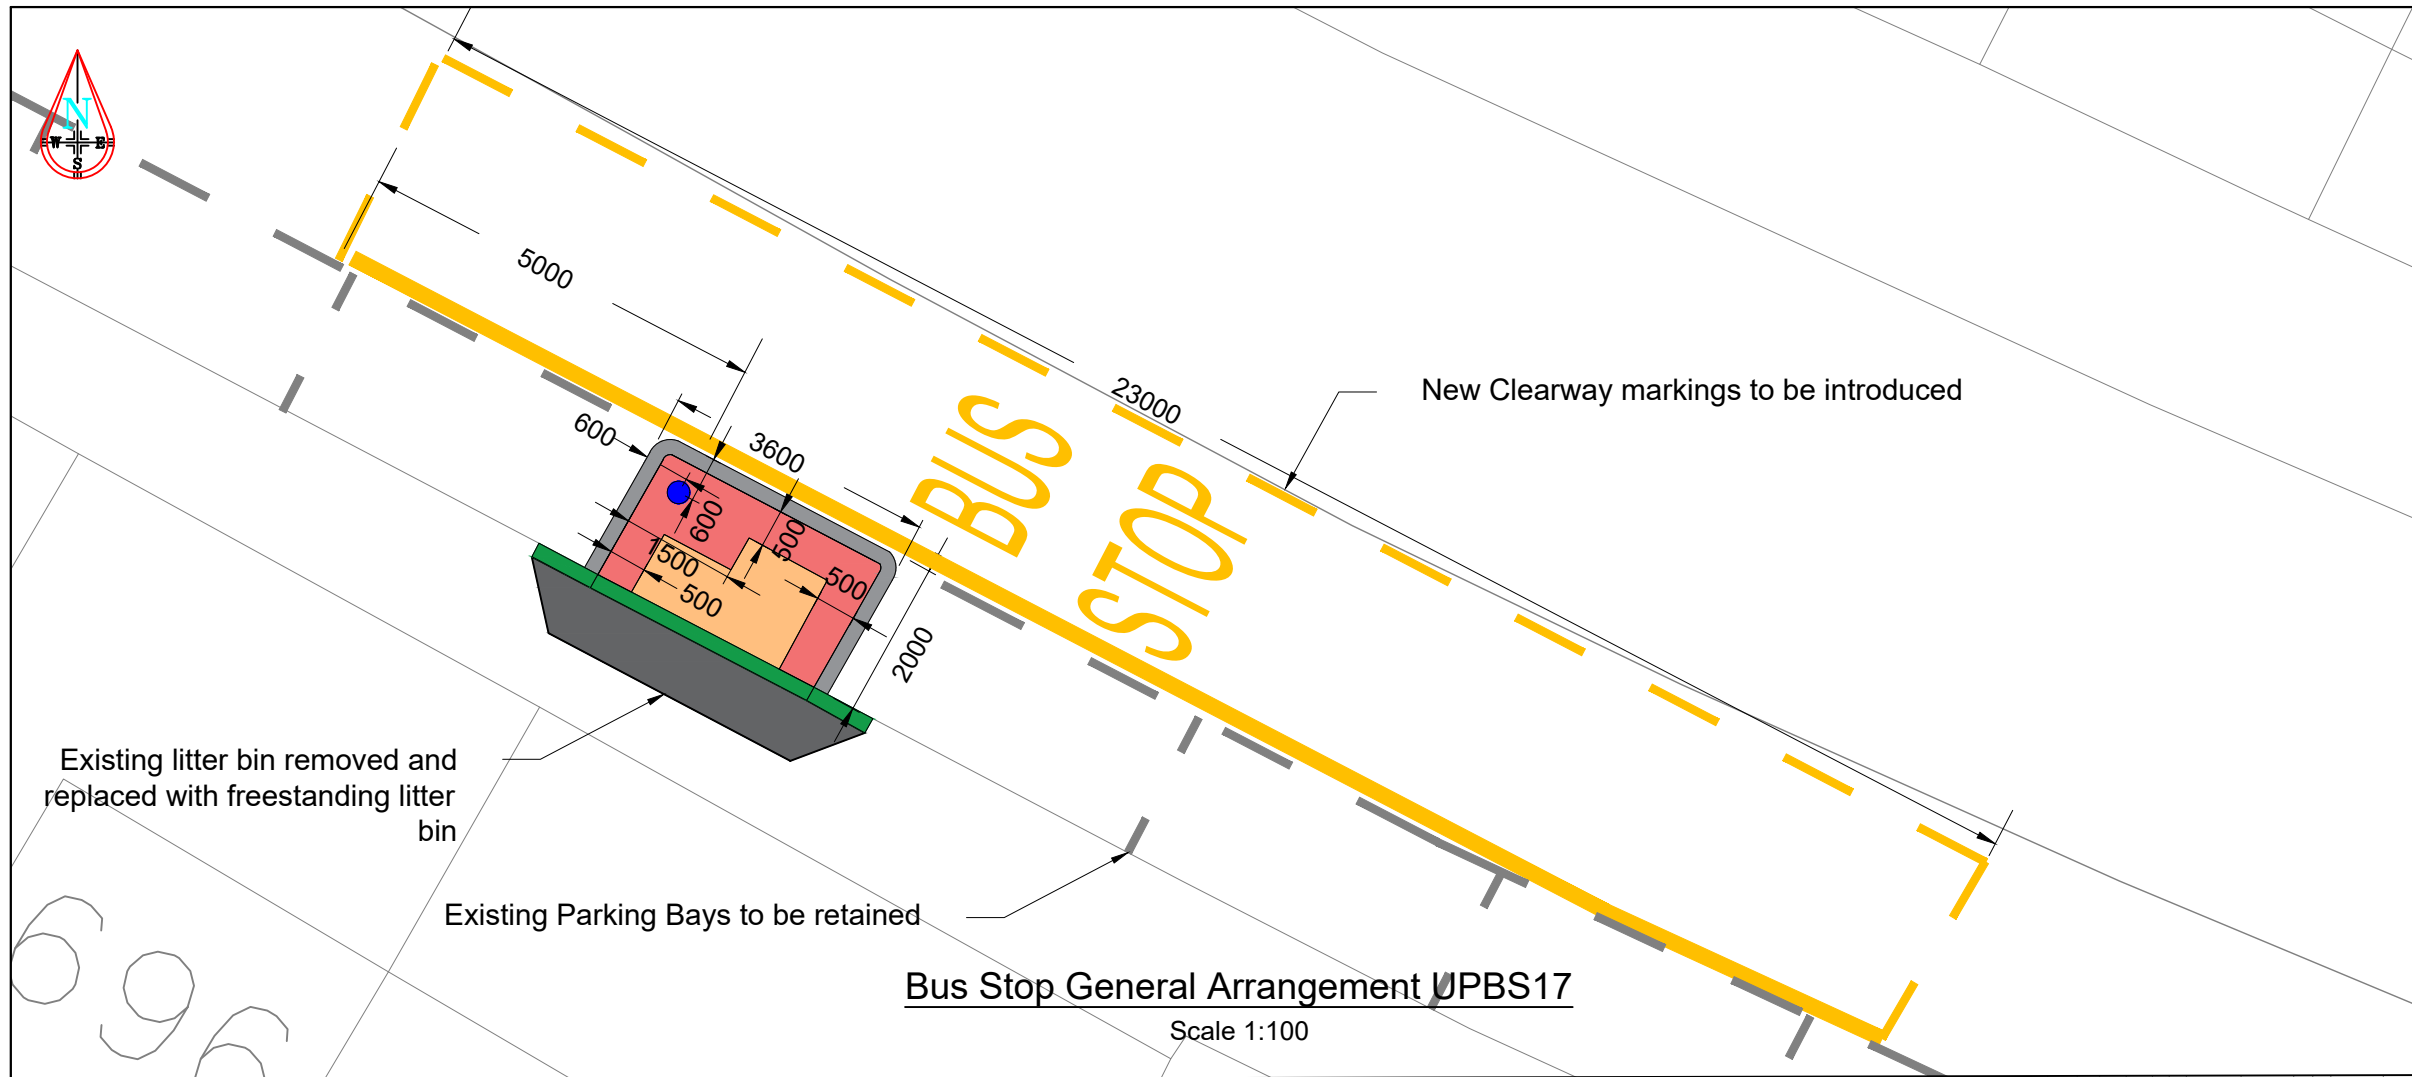 N
W E
S
5000
23000
New Clearway markings to be introduced
600
3600
BUS
STOP
600
500
1500
500
500
2000
Existing litter bin removed and
replaced with freestanding litter
bin
Existing Parking Bays to be retained
696
Bus Stop General Arrangement UPBS17
Scale 1:100